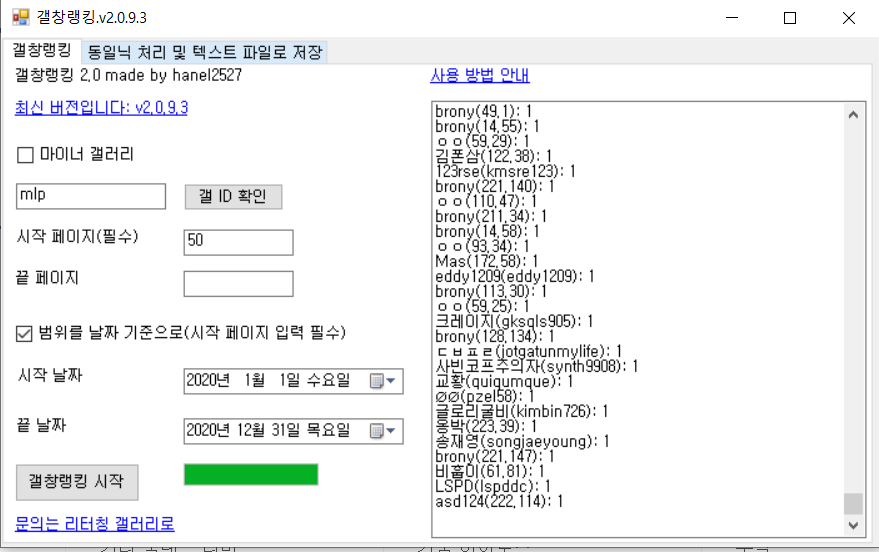 갤창랭킹.v2.0.9.3
갤창랭킹 동일닉 처리 및 텍스트 파일로 저장
갤창랭킹 2.0 made by hanel2527
사용 방법 안내
최신 버전입니다: v2.0.9.3
마이너 갤러리
mlp
갤 ID 확인
시작 페이지(필수)
50
끝 페이지
범위를 날짜 기준으로(시작 페이지 입력 필수)
시작 날짜
2020년 1월 1일 수요일
끝 날짜
2020년 12월 31일 목요일
갤창랭킹 시작
문의는 리터칭 갤러리로
brony(49.1): 1
brony(14.55): 1
ㅇㅇ(59.29): 1
김폰삼(122.38): 1
123rse(kmsre123): 1
brony(221.140): 1
ㅇㅇ(110.47): 1
brony(211.34): 1
brony(14.58): 1
ㅇㅇ(93.34): 1
Mas(172.58): 1
eddy1209(eddy1209): 1
brony(113.30): 1
ㅇㅇ(59.25): 1
크레이지(gksqls905): 1
brony(128.134): 1
ㄷㅂㅍㄹ(jotgatunmylife): 1
사빈코프주의자(synth9908): 1
교황(quiqumque): 1
∅∅(pzel58): 1
글로리굴비(kimbin726): 1
옹박(223.39): 1
송재영(songjaeyoung): 1
brony(221.147): 1
비홉이(61.81): 1
LSPD(lspddc): 1
asd124(222.114): 1